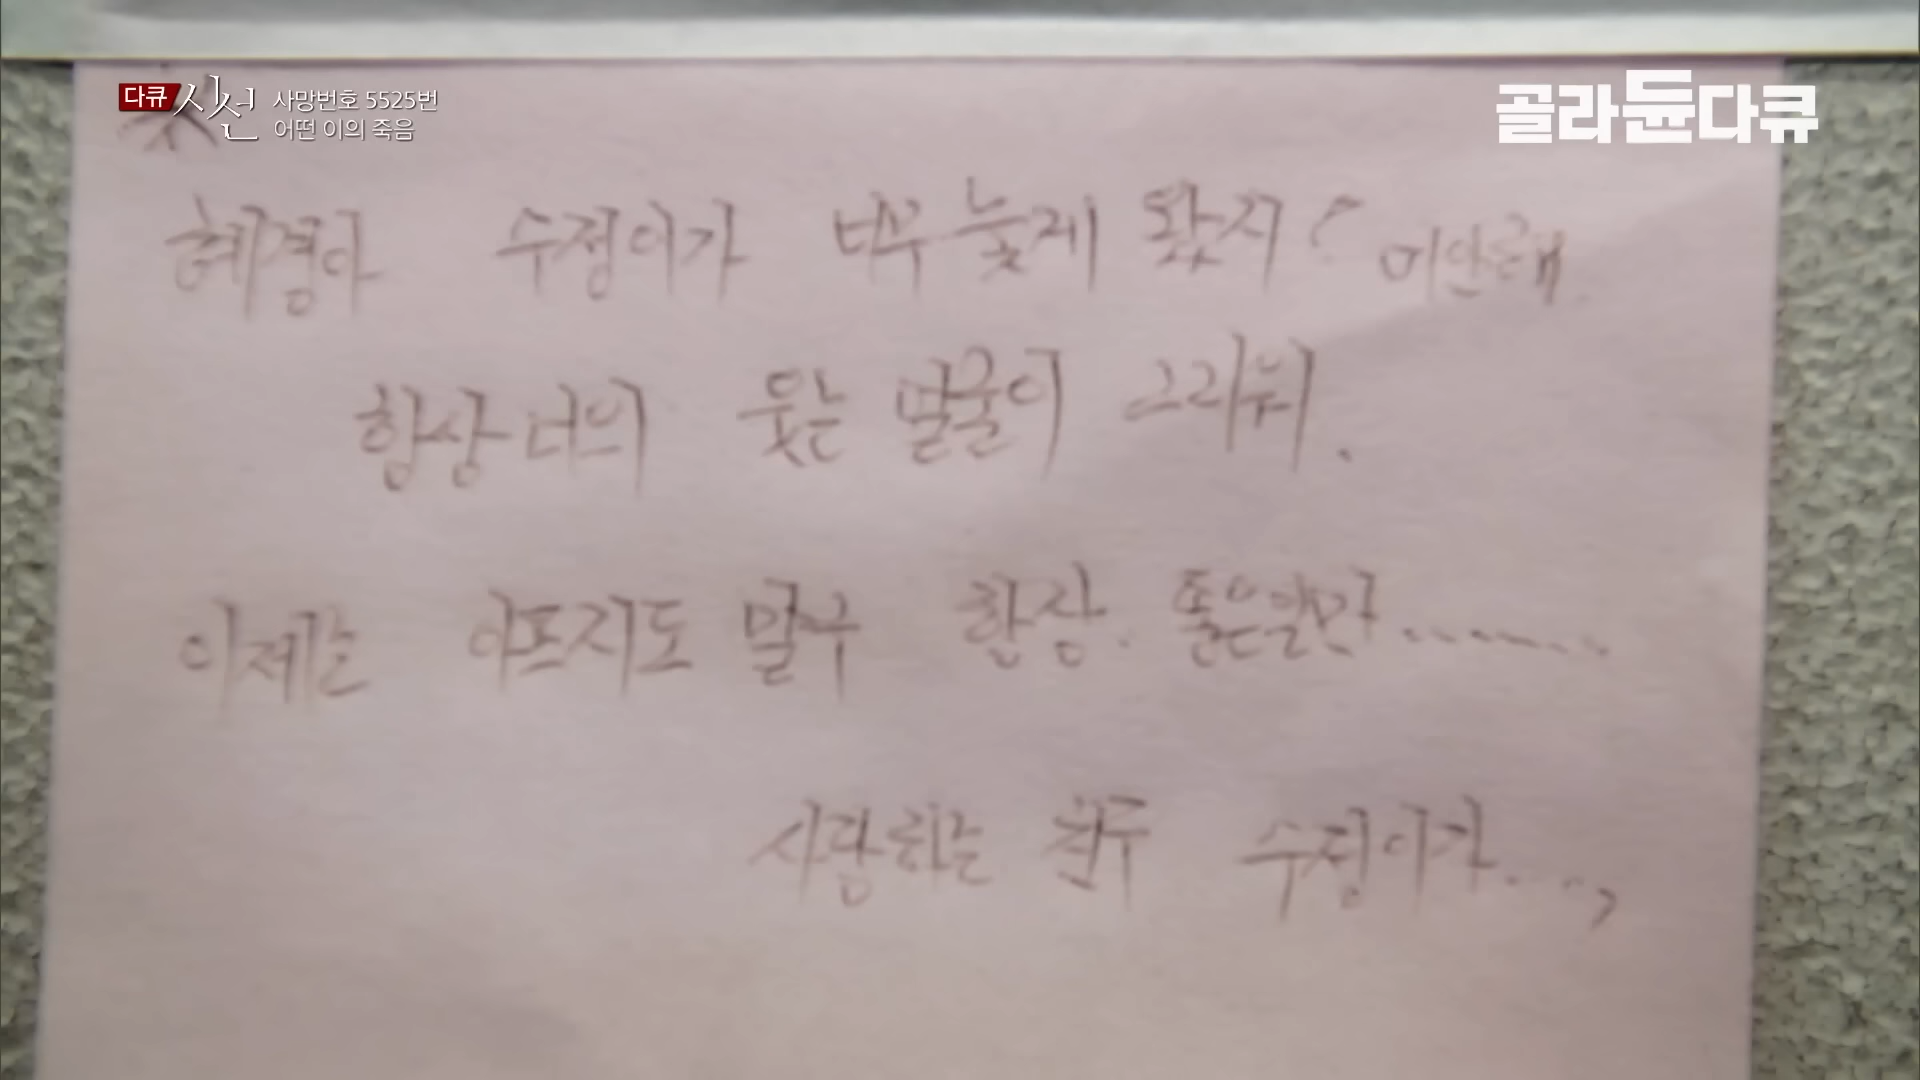 다큐 시선 사망번호 5525번
어떤 이의 죽음
골라듄다큐
혜경아 수정이가 너무 늦게 왔지? 미안해
항상 너의 웃는 얼굴이 그리워.
이제는 아프지도 말구 항상. 좋은일만.........
사랑하는 친구 수정이가....,